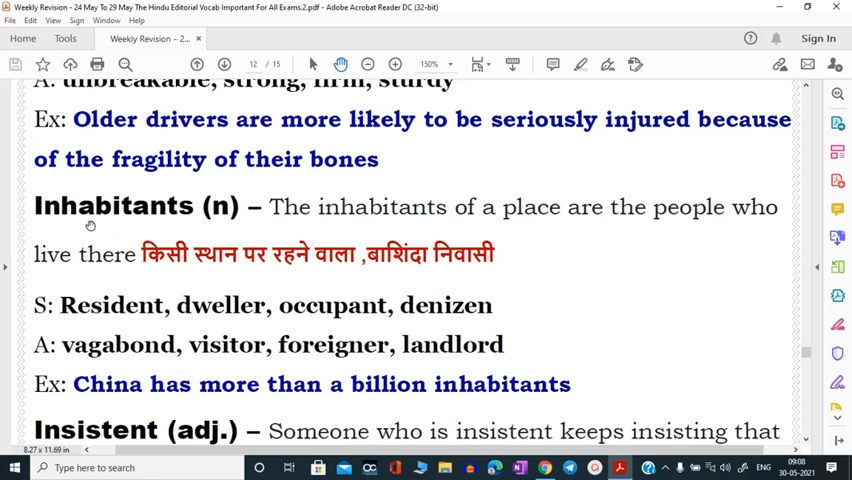 Weekly Revision - 24 May To 29 May The Hindu Editorial Vocab Important For All Exams.2.pdf - Adobe Acrobat Reader DC (32-bit)
File Edit View Sign Window Help
Home Tools Weekly Revision - 2... × Sign In
12 / 15 150%
A: unbreakable, strong, firm, sturdy
Ex: Older drivers are more likely to be seriously injured because
of the fragility of their bones
Inhabitants (n) – The inhabitants of a place are the people who
live there किसी स्थान पर रहने वाला ,बाशिंदा निवासी
S: Resident, dweller, occupant, denizen
A: vagabond, visitor, foreigner, landlord
Ex: China has more than a billion inhabitants
Insistent (adj.) – Someone who is insistent keeps insisting that
8.27 x 11.69 in
Type here to search
ENG
09:08
30-05-2021